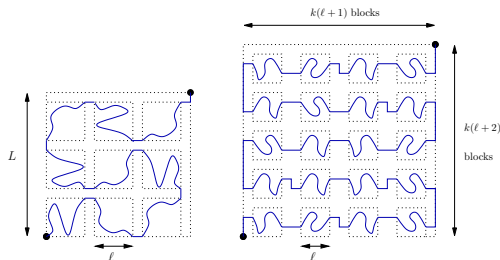 k(ℓ+1) blocks
L
k(ℓ+2)
blocks
ℓ
ℓ